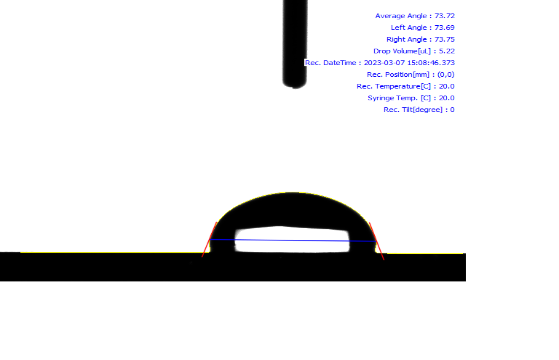 Average Angle : 73.72
Left Angle : 73.69
Right Angle : 73.75
Drop Volume[uL] : 5.22
Rec. DateTime : 2023-03-07 15:08:46.373
Rec. Position[mm] : (0,0)
Rec. Temperature[C] : 20.0
Syringe Temp. [C] : 20.0
Rec. Tilt[degree] : 0